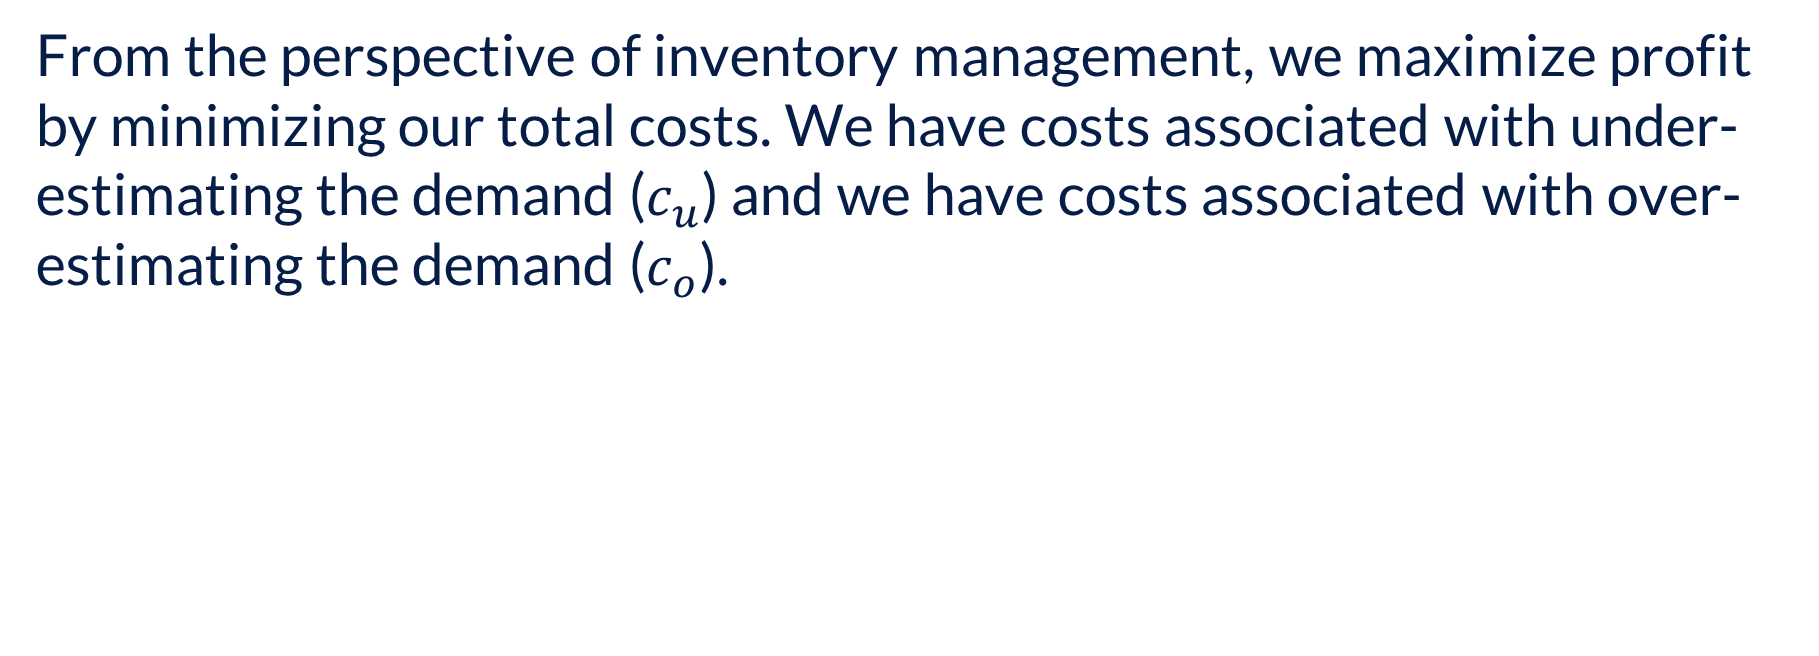 From the perspective of inventory management, we maximize profit
by minimizing our total costs. We have costs associated with under-
estimating the demand (c_u) and we have costs associated with over-
estimating the demand (c_o).